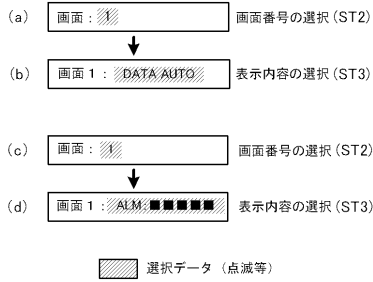 (a) 画面：1 画面番号の選択(ST2)
(b) 画面1：DATA AUTO 表示内容の選択(ST3)
(c) 画面：1 画面番号の選択(ST2)
(d) 画面1：ALM:■■■■■ 表示内容の選択(ST3)
選択データ（点滅等）